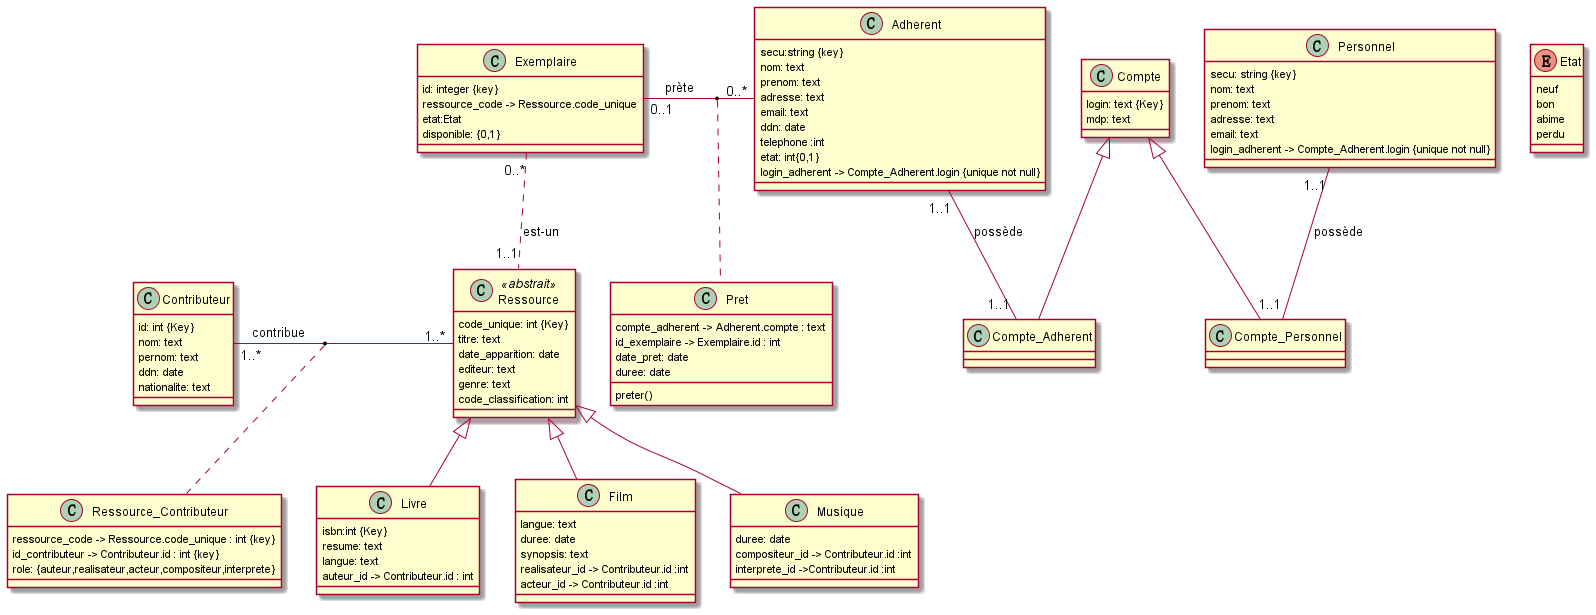 C Exemplaire
id: integer {key}
ressource_code -> Ressource.code_unique
etat:Etat
disponible: {0,1}
prète
0..1
0..*
C Adherent
secu:string {key}
nom: text
prenom: text
adresse: text
email: text
ddn: date
telephone :int
etat: int{0,1}
login_adherent -> Compte_Adherent.login {unique not null}
C Compte
login: text {Key}
mdp: text
C Personnel
secu: string {key}
nom: text
prenom: text
adresse: text
email: text
login_adherent -> Compte_Adherent.login {unique not null}
E Etat
neuf
bon
abime
perdu
0..*
est-un
1..1
1..1
possède
1..1
1..1
possède
1..1
C Contributeur
id: int {Key}
nom: text
pernom: text
ddn: date
nationalite: text
contribue
1..*
1..*
C «abstrait»
Ressource
code_unique: int {Key}
titre: text
date_apparition: date
editeur: text
genre: text
code_classification: int
C Pret
compte_adherent -> Adherent.compte : text
id_exemplaire -> Exemplaire.id : int
date_pret: date
duree: date
preter()
C Compte_Adherent
C Compte_Personnel
C Ressource_Contributeur
ressource_code -> Ressource.code_unique : int {key}
id_contributeur -> Contributeur.id : int {key}
role: {auteur,realisateur,acteur,compositeur,interprete}
C Livre
isbn:int {Key}
resume: text
langue: text
auteur_id -> Contributeur.id : int
C Film
langue: text
duree: date
synopsis: text
realisateur_id -> Contributeur.id :int
acteur_id -> Contributeur.id :int
C Musique
duree: date
compositeur_id -> Contributeur.id :int
interprete_id ->Contributeur.id :int